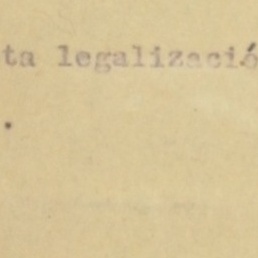 ta legalizació
.